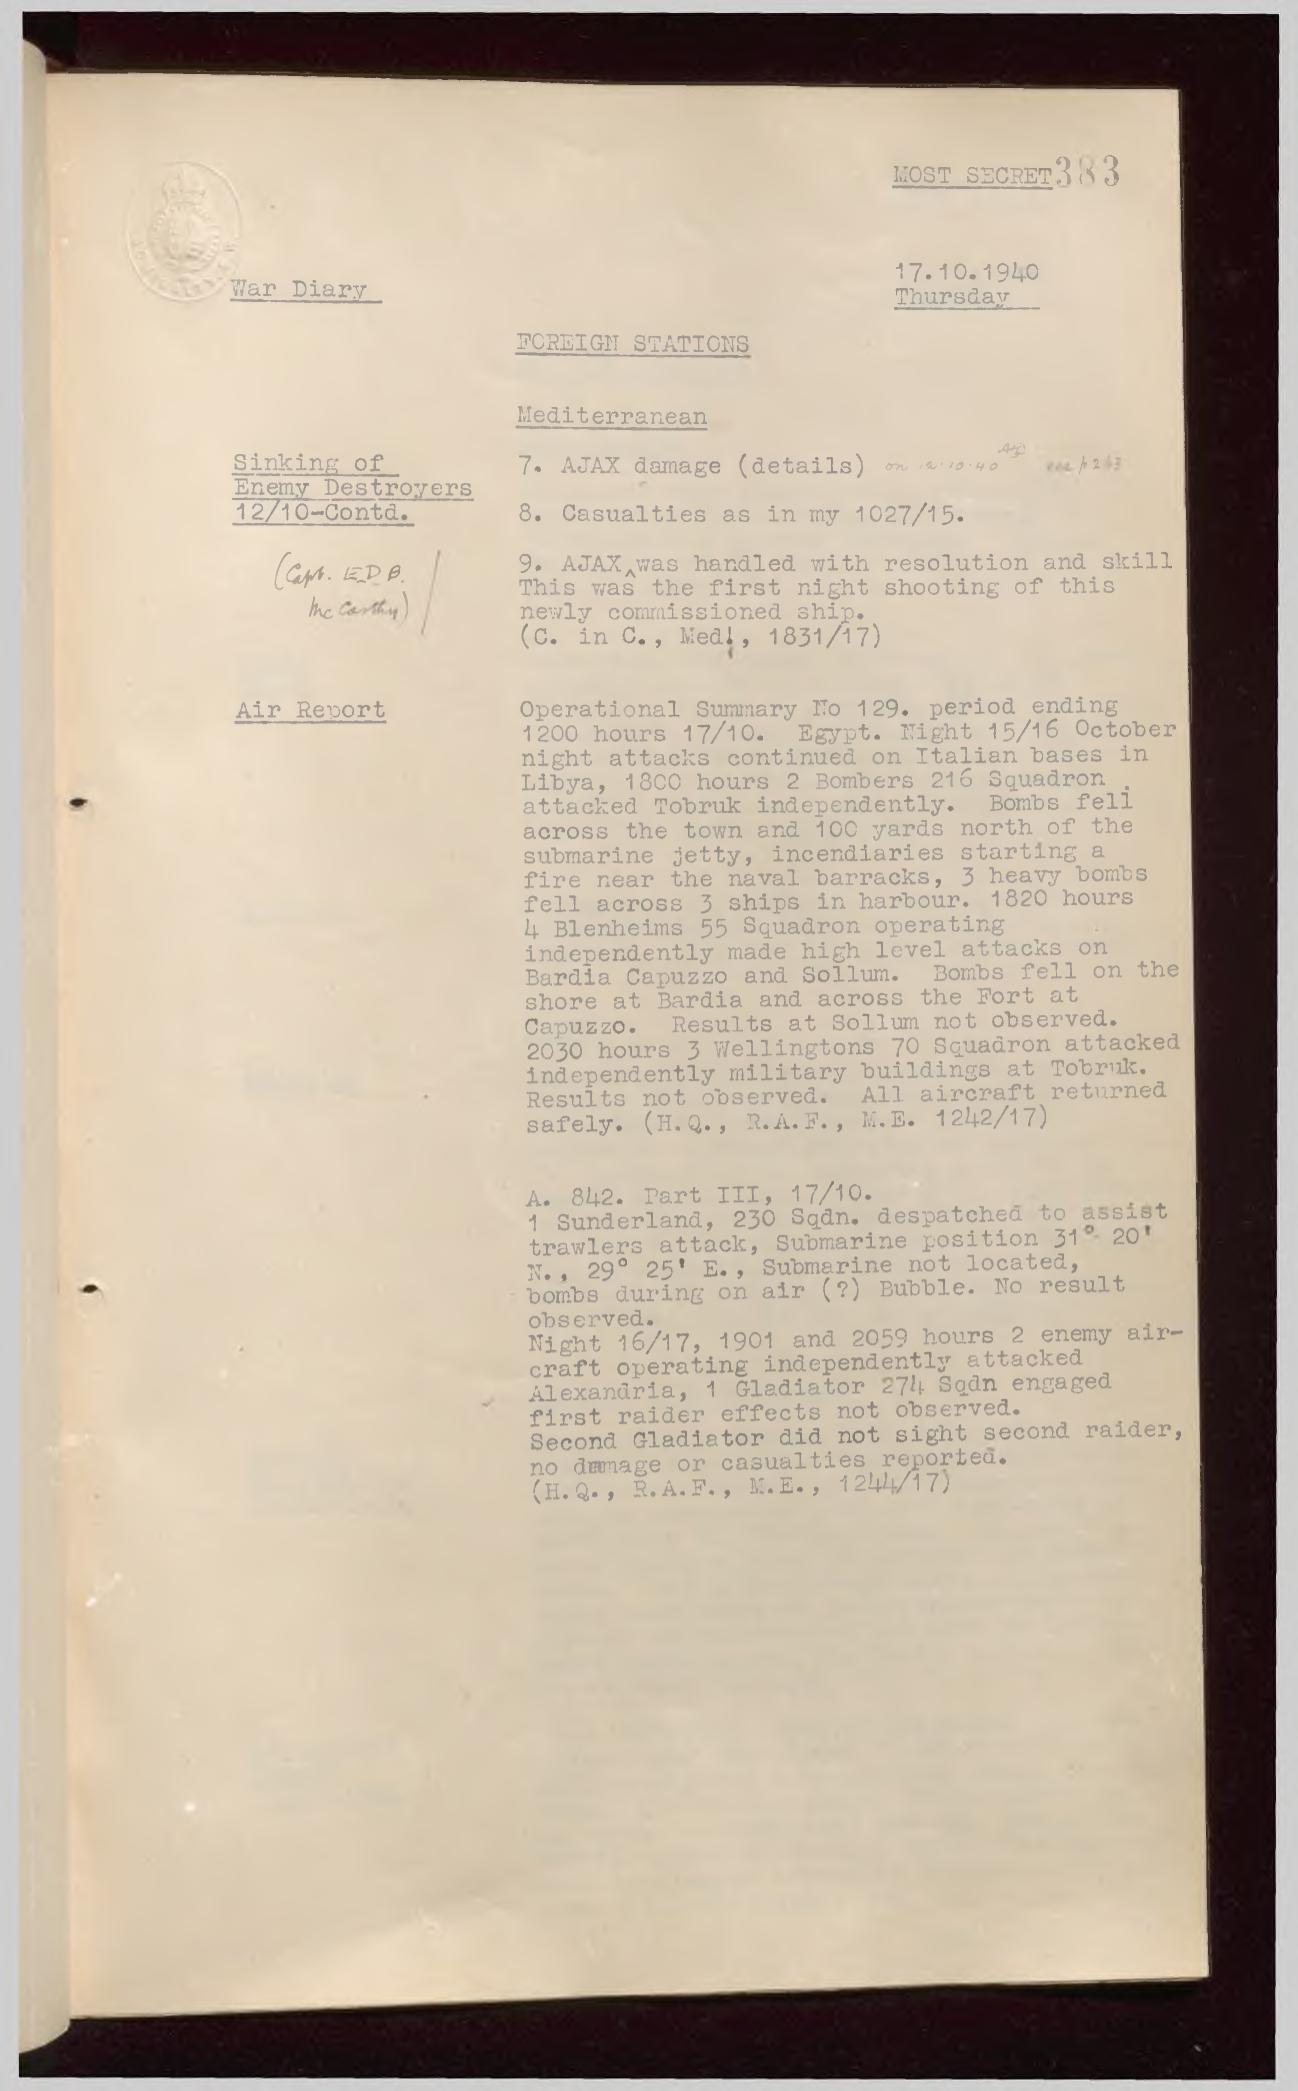 MOST SECRET 383
17.10.1940
War Diary
Thursday
FOREIGN STATIONS
Mediterranean
Sinking of
Enemy Destroyers
12/10-Contd.
(Capt. E.D.B.
McCarthy)
7. AJAX damage (details) on 12.10.40 see p 263
8. Casualties as in my 1027/15.
9. AJAX‸was handled with resolution and skill
This was the first night shooting of this
newly commissioned ship.
(C. in C., Med., 1831/17)
Air Report
Operational Summary No 129. period ending
1200 hours 17/10. Egypt. Night 15/16 October
night attacks continued on Italian bases in
Libya, 1800 hours 2 Bombers 216 Squadron
attacked Tobruk independently. Bombs fell
across the town and 100 yards north of the
submarine jetty, incendiaries starting a
fire near the naval barracks, 3 heavy bombs
fell across 3 ships in harbour. 1820 hours
4 Blenheims 55 Squadron operating
independently made high level attacks on
Bardia Capuzzo and Sollum. Bombs fell on the
shore at Bardia and across the Fort at
Capuzzo. Results at Sollum not observed.
2030 hours 3 Wellingtons 70 Squadron attacked
independently military buildings at Tobruk.
Results not observed. All aircraft returned
safely. (H.Q., R.A.F., M.E. 1242/17)
A. 842. Part III, 17/10.
1 Sunderland, 230 Sqdn. despatched to assist
trawlers attack, Submarine position 31° 20'
N., 29° 25' E., Submarine not located,
bombs during on air (?) Bubble. No result
observed.
Night 16/17, 1901 and 2059 hours 2 enemy air-
craft operating independently attacked
Alexandria, 1 Gladiator 274 Sqdn engaged
first raider effects not observed.
Second Gladiator did not sight second raider,
no damage or casualties reported.
(H.Q., R.A.F., M.E., 1244/17)